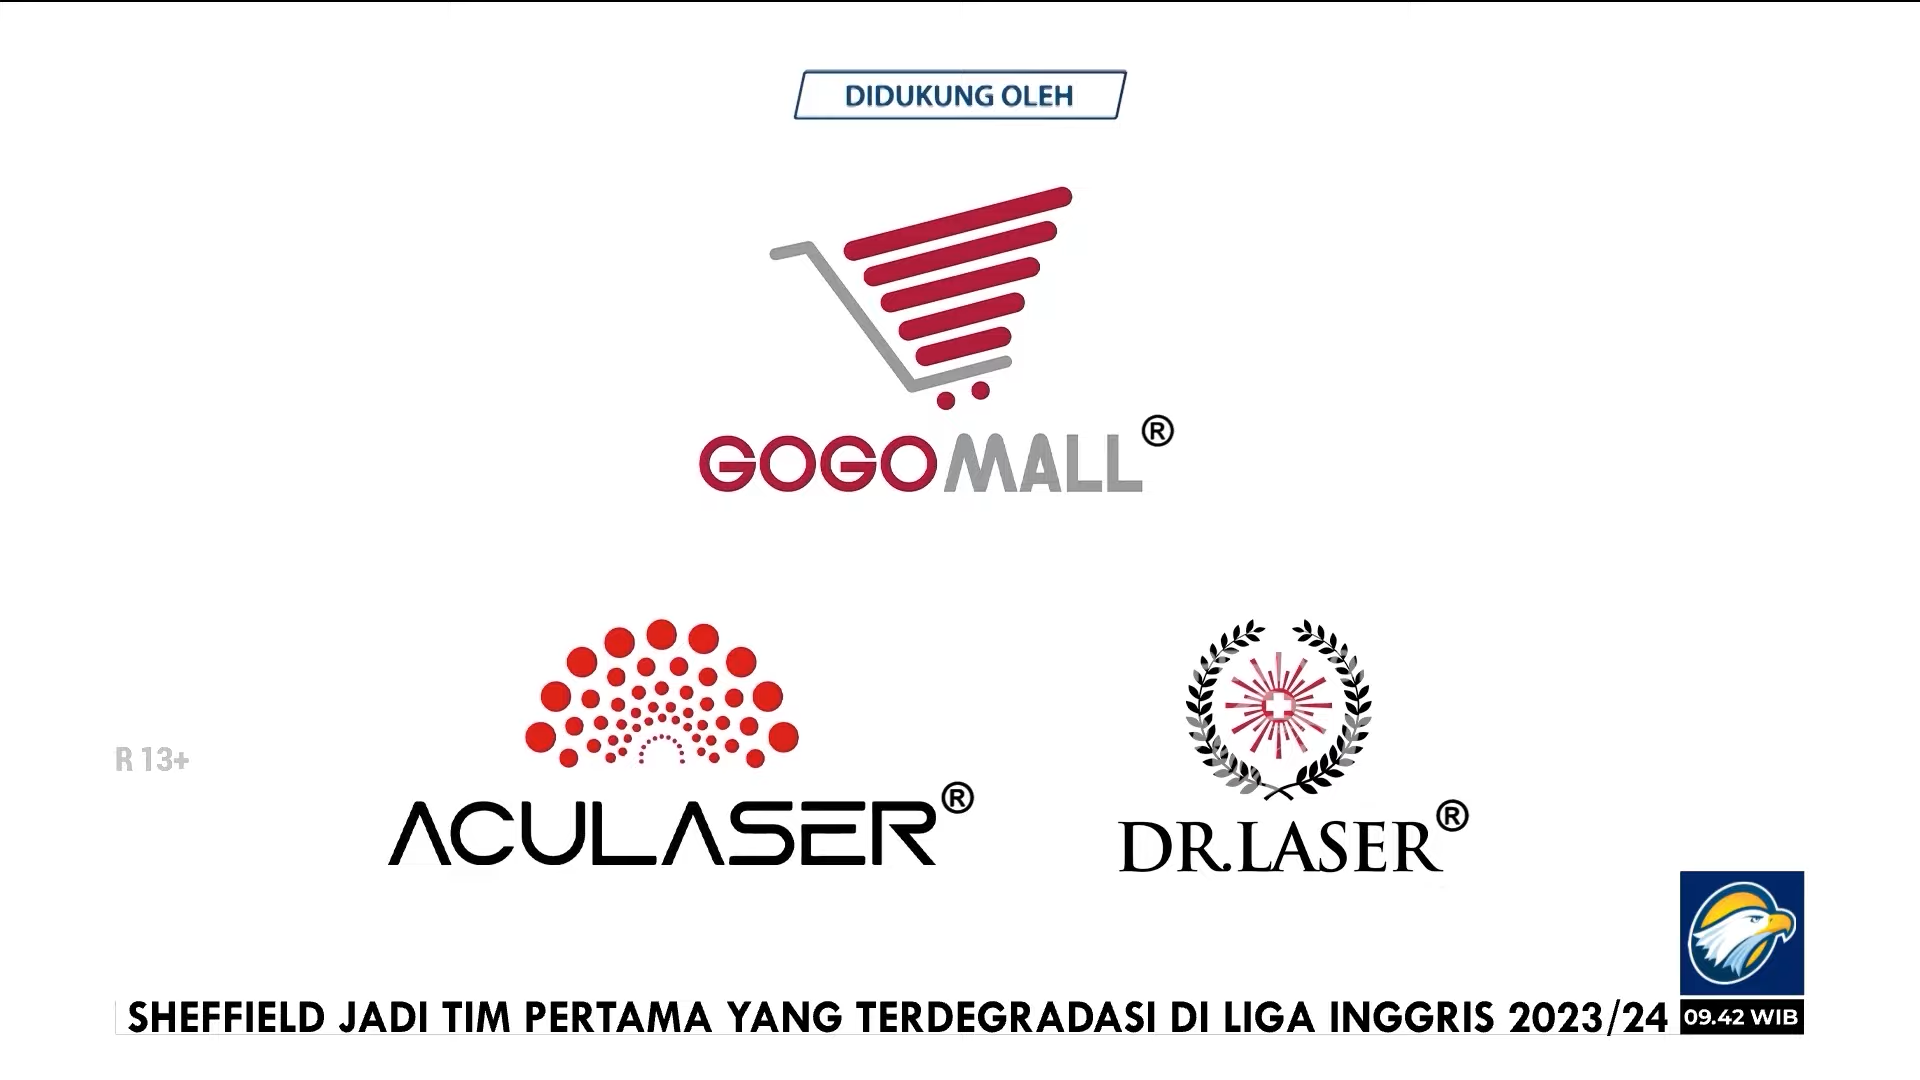 DIDUKUNG OLEH
GOGOMALL®
ACULASER®
DR.LASER®
R 13+
SHEFFIELD JADI TIM PERTAMA YANG TERDEGRADASI DI LIGA INGGRIS 2023/24
09.42 WIB